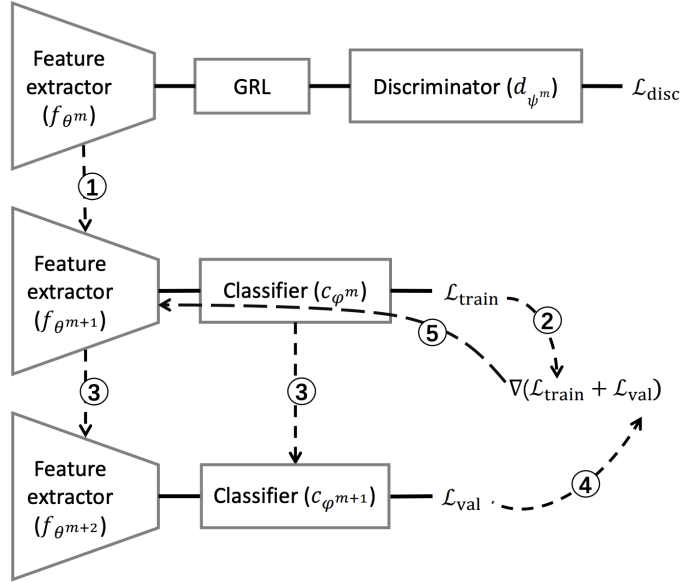 Feature
extractor
(f_{θ^m})
GRL
Discriminator (d_{ψ^m})
ℒ_disc
①
Feature
extractor
(f_{θ^{m+1}})
Classifier (c_{φ^m})
ℒ_train
②
⑤
③
③
∇(ℒ_train + ℒ_val)
Feature
extractor
(f_{θ^{m+2}})
Classifier (c_{φ^{m+1}})
ℒ_val
④